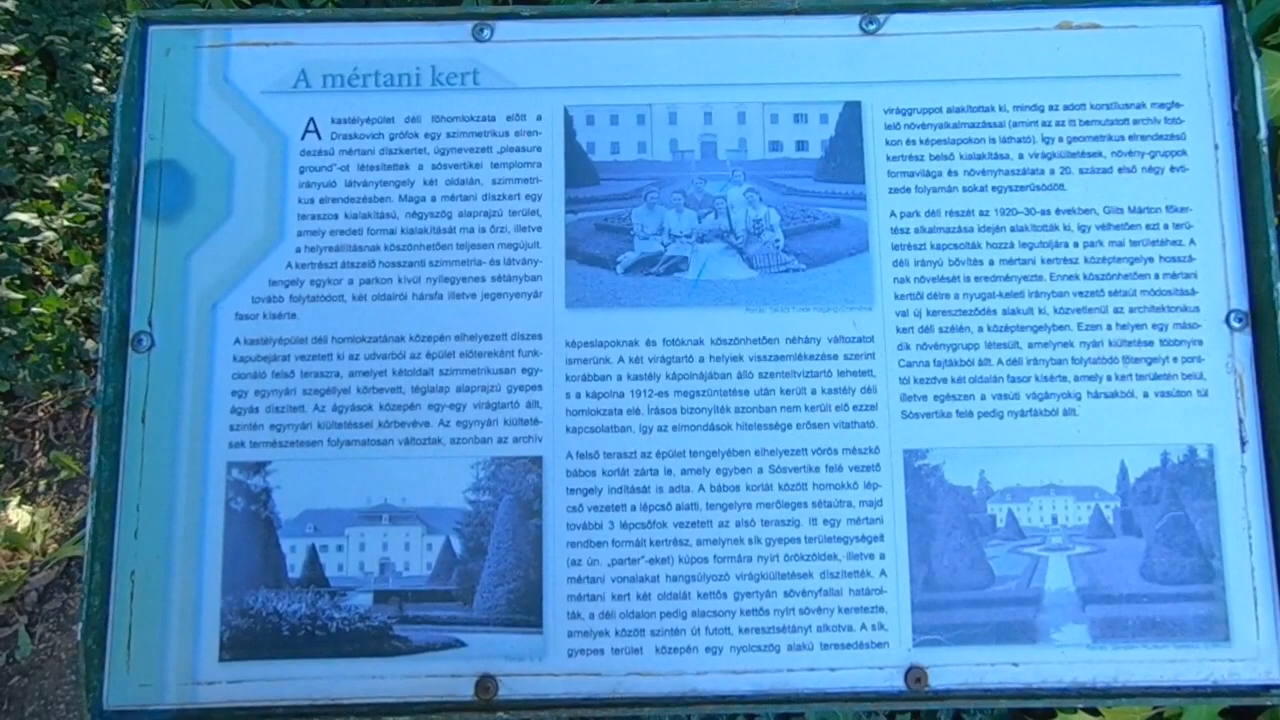 A mértani kert
A kastélyépület déli főhomlokzata előtt a
Draskovich grófok egy szimmetrikus elren-
dezésű mértani díszkertet, úgynevezett „pleasure
ground”-ot létesítettek a sósvertikei templomra
irányuló látványtengely két oldalán, szimmetri-
kus elrendezésben. Maga a mértani díszkert egy
teraszos kialakítású, négyszög alaprajzú terület,
amely eredeti formai kialakítását ma is őrzi, illetve
a helyreállításnak köszönhetően teljesen megújult.
A kertrészt átszelő hosszanti szimmetria- és látvány-
tengely egykor a parkon kívül nyílegyenes sétányban
tovább folytatódott, két oldalról hársfa illetve jegenyenyár
fasor kísérte.
A kastélyépület déli homlokzatának közepén elhelyezett díszes
kapubejárat vezetett ki az udvarból az épület előtereként funk-
cionáló felső teraszra, amelyet kétoldalt szimmetrikusan egy-
egy egynyári szegéllyel körbevett, téglalap alaprajzú gyepes
ágyás díszített. Az ágyások közepén egy-egy virágtartó állt,
szintén egynyári kiültetéssel körbevéve. Az egynyári kiülteté-
sek természetesen folyamatosan változtak, azonban az archív
képeslapoknak és fotóknak köszönhetően néhány változatot
ismerünk. A két virágtartó a helyiek visszaemlékezése szerint
korábban a kastély kápolnájában álló szenteltvíztartó lehetett,
s a kápolna 1912-es megszüntetése után került a kastély déli
homlokzata elé. Írásos bizonyíték azonban nem került elő ezzel
kapcsolatban, így az elmondások hitelessége erősen vitatható.
A felső teraszt az épület tengelyében elhelyezett vörös mészkő
bábos korlát zárta le, amely egyben a Sósvertike felé vezető
tengely indítását is adta. A bábos korlát között homokkő lép-
cső vezetett a lépcső alatti, tengelyre merőleges sétaútra, majd
további 3 lépcsőfok vezetett az alsó teraszig. Itt egy mértani
rendben formált kertrész, amelynek sík gyepes területegységeit
(az ún. „parter”-eket) kúpos formára nyírt örökzöldek, illetve a
mértani vonalakat hangsúlyozó virágkiültetések díszítették. A
mértani kert két oldalát kettős gyertyán sövényfallal határol-
ták, a déli oldalon pedig alacsony kettős nyírt sövény keretezte,
amelyek között szintén út futott, keresztsétányt alkotva. A sík,
gyepes terület közepén egy nyolcszög alakú teresedésben
virággruppot alakítottak ki, mindig az adott korstílusnak megfe-
lelő növényalkalmazással (amint az az itt bemutatott archív fotó-
kon és képeslapokon is látható). Így a geometrikus elrendezésű
kertrész belső kialakítása, a virágkiültetések, növény-gruppok
formavilága és növényhasználata a 20. század első négy évti-
zede folyamán sokat egyszerűsödött.
A park déli részét az 1920–30-as években, Glits Márton főker-
tész alkalmazása idején alakították ki, így vélhetően ezt a terü-
letrészt kapcsolták hozzá legutoljára a park mai területéhez. A
déli irányú bővítés a mértani kertrész középtengelye hosszá-
nak növelését is eredményezte. Ennek köszönhetően a mértani
kerttől délre a nyugat-keleti irányban vezető sétaút módosításá-
val új kereszteződés alakult ki, közvetlenül az architektonikus
kert déli szélén, a középtengelyben. Ezen a helyen egy máso-
dik növénygrupp létesült, amelynek nyári kiültetése többnyire
Canna fajtákból állt. A déli irányban folytatódó főtengelyt e pont-
tól kezdve két oldalán fasor kísérte, amely a kert területén belül,
illetve egészen a vasúti vágányokig hársakból, a vasúton túl
Sósvertike felé pedig nyárfákból állt.